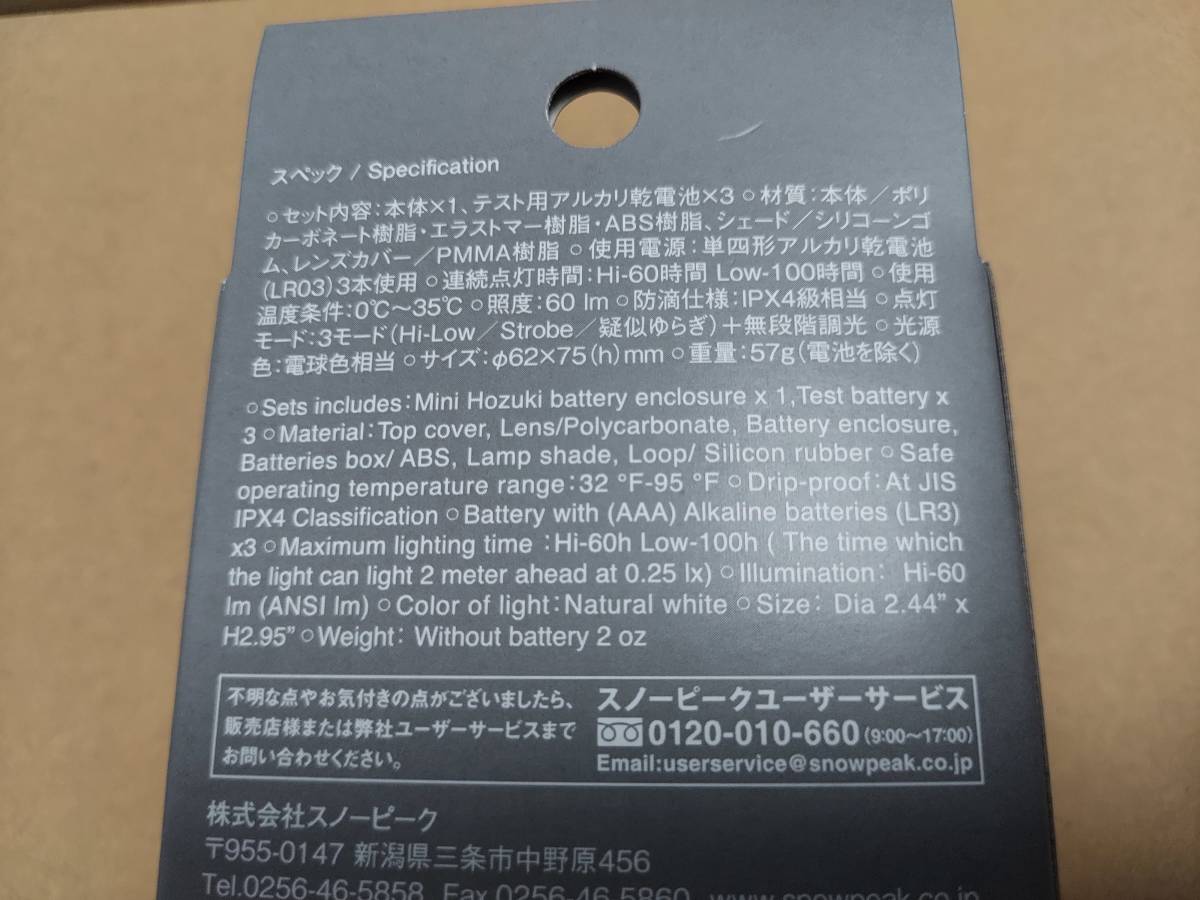 スペック / Specification
○セット内容:本体×1、テスト用アルカリ乾電池×3 ○材質:本体／ポリ
カーボネート樹脂・エラストマー樹脂・ABS樹脂、シェード／シリコーンゴ
ム、レンズカバー／PMMA樹脂 ○使用電源:単四形アルカリ乾電池
(LR03)3本使用 ○連続点灯時間:Hi-60時間 Low-100時間 ○使用
温度条件:0℃〜35℃ ○照度:60 lm ○防滴仕様:IPX4級相当 ○点灯
モード:3モード(Hi-Low／Strobe／疑似ゆらぎ)＋無段階調光 ○光源
色:電球色相当 ○サイズ:φ62×75(h)mm ○重量:57g(電池を除く)
○Sets includes:Mini Hozuki battery enclosure x 1,Test battery x
3 ○Material:Top cover, Lens/Polycarbonate, Battery enclosure,
Batteries box/ ABS, Lamp shade, Loop/ Silicon rubber ○Safe
operating temperature range:32 °F-95 °F ○Drip-proof:At JIS
IPX4 Classification ○Battery with (AAA) Alkaline batteries (LR3)
x3 ○Maximum lighting time :Hi-60h Low-100h ( The time which
the light can light 2 meter ahead at 0.25 lx) ○Illumination: Hi-60
lm (ANSI lm) ○Color of light:Natural white ○Size: Dia 2.44” x
H2.95” ○Weight: Without battery 2 oz
不明な点やお気付きの点がございましたら、
販売店様または弊社ユーザーサービスまで
お問い合わせください。
スノーピークユーザーサービス
0120-010-660(9:00〜17:00)
Email:userservice@snowpeak.co.jp
株式会社スノーピーク
〒955-0147 新潟県三条市中野原456
Tel.0256-46-5858 Fax.0256-46-5860 www.snowpeak.co.jp